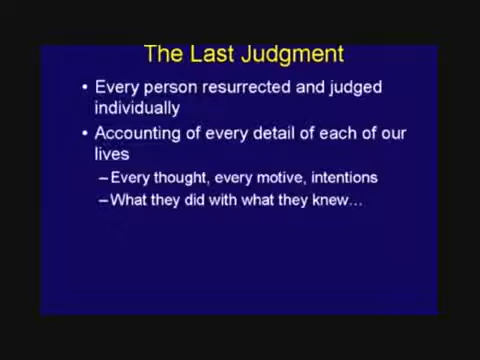 The Last Judgment
• Every person resurrected and judged
individually
• Accounting of every detail of each of our
lives
–Every thought, every motive, intentions
–What they did with what they knew…